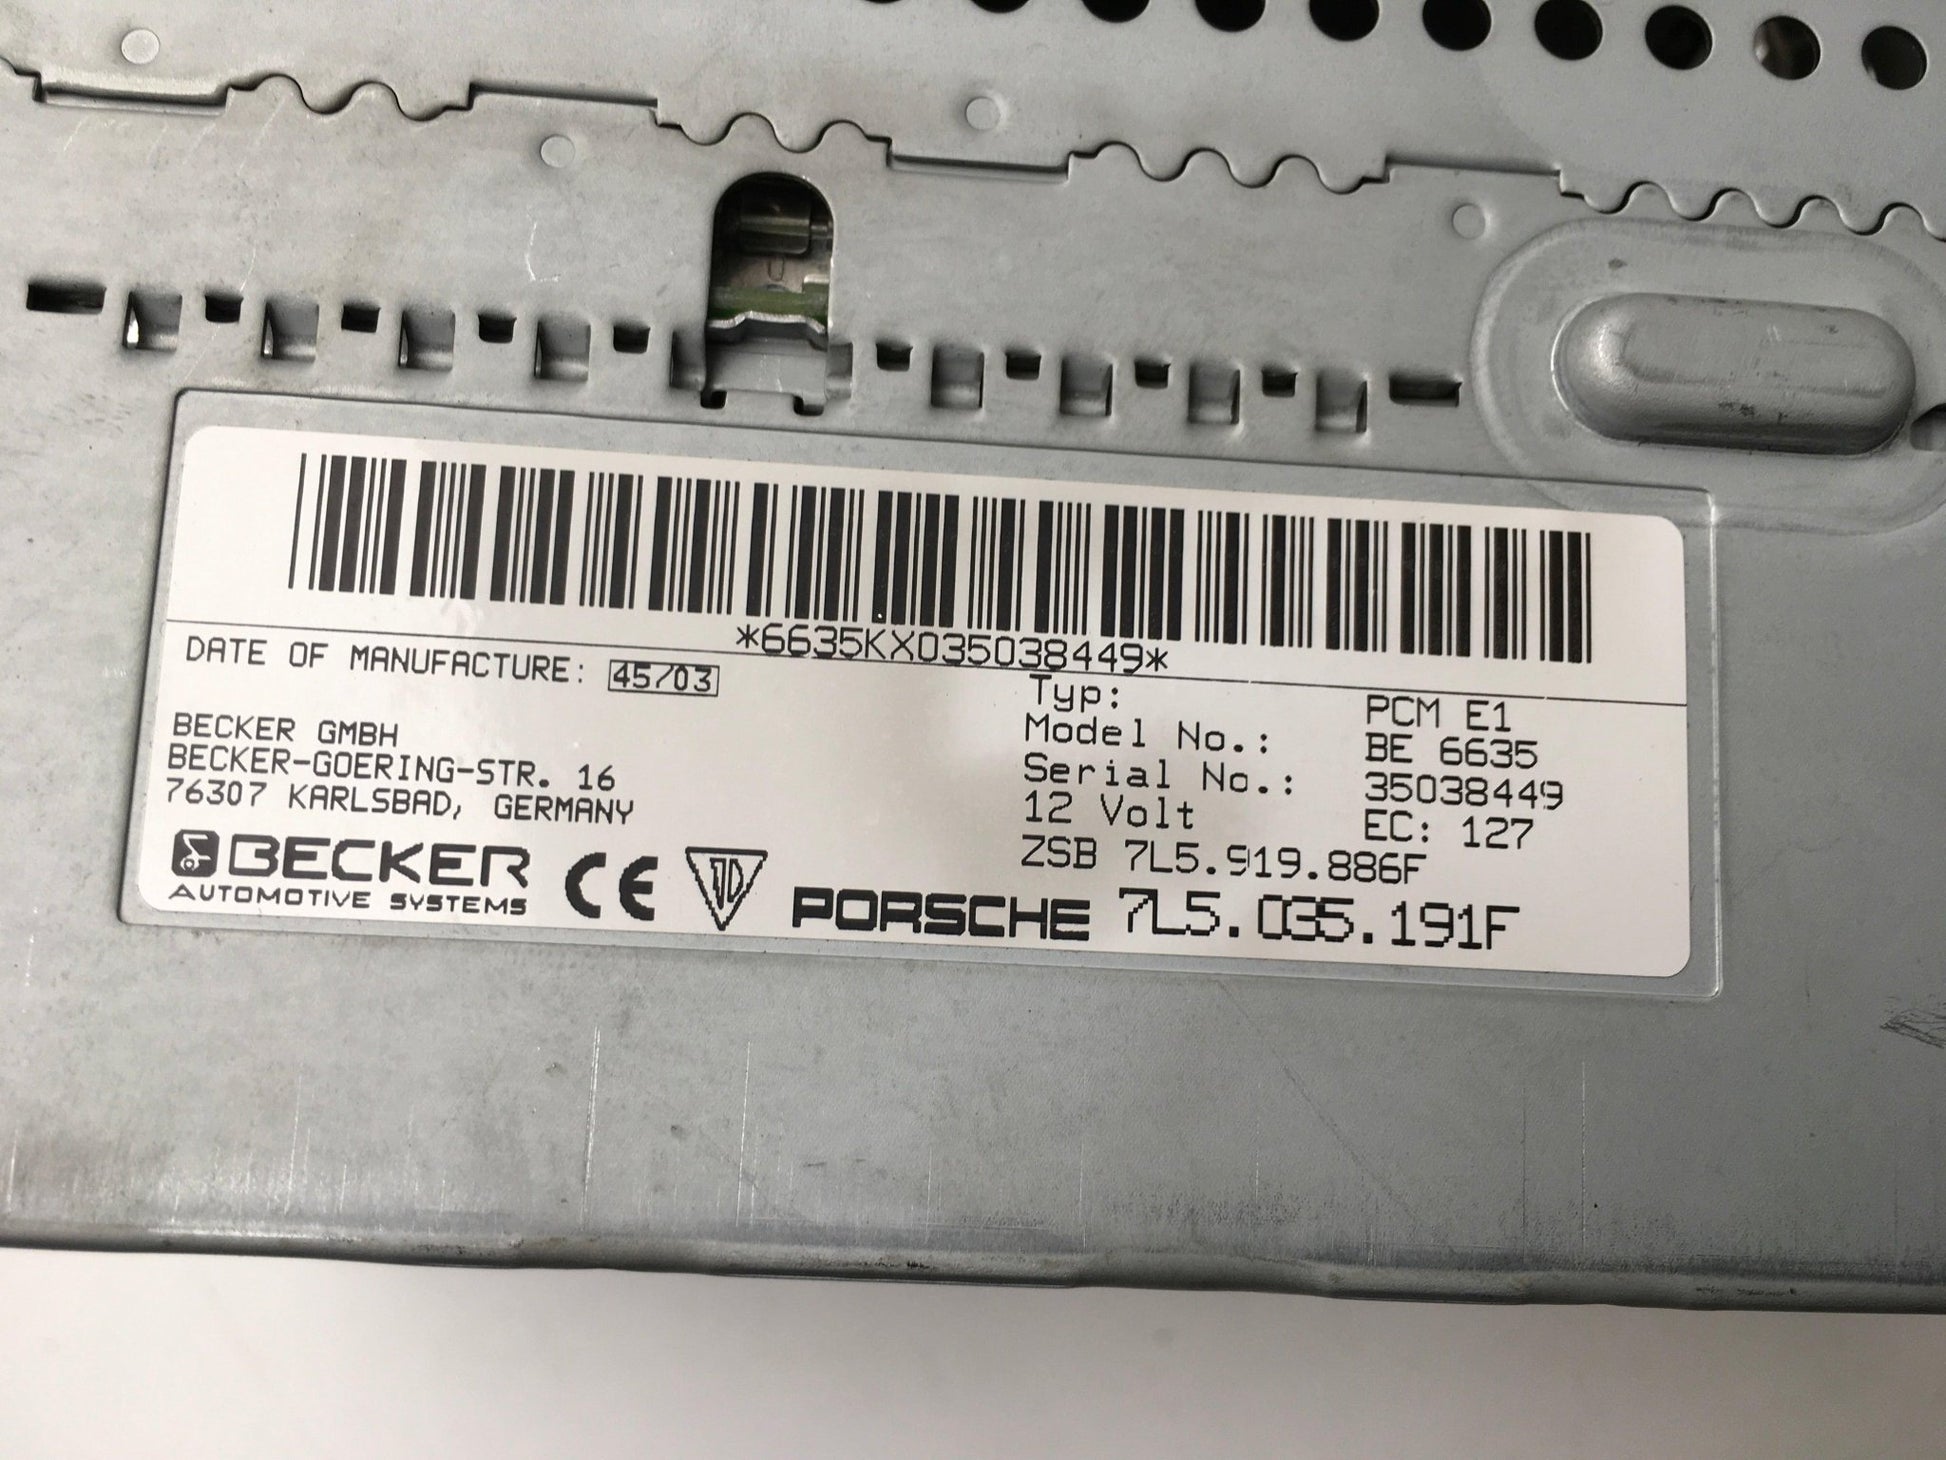 *6635KX035038449*
DATE OF MANUFACTURE: 45/03
BECKER GMBH
BECKER-GOERING-STR. 16
76307 KARLSBAD, GERMANY
BECKER
AUTOMOTIVE SYSTEMS
CE
Typ: PCM E1
Model No.: BE 6635
Serial No.: 35038449
12 Volt EC: 127
ZSB 7L5.919.886F
PORSCHE 7L5.035.191F